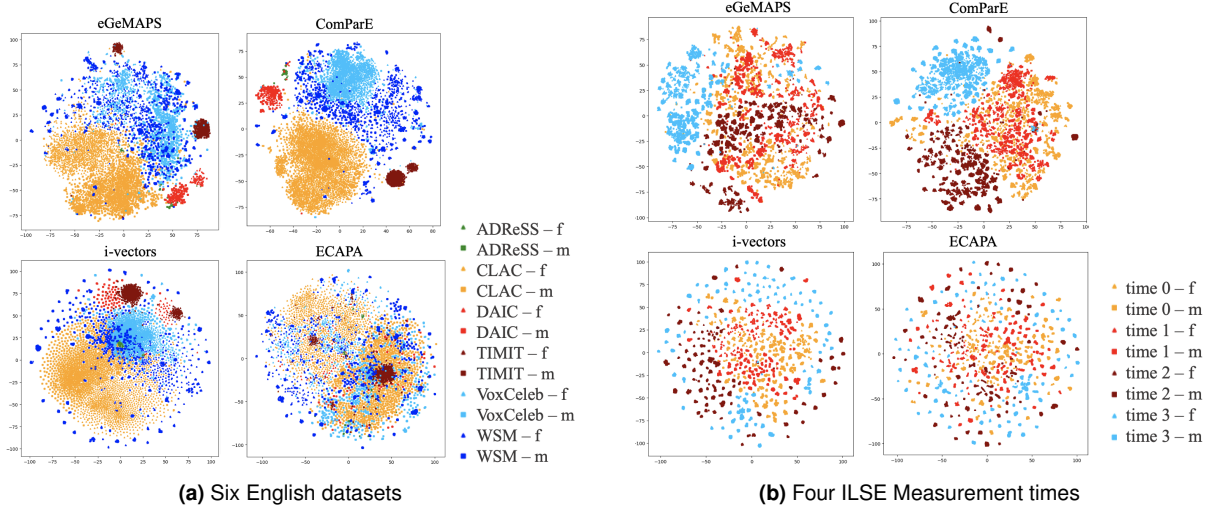 eGeMAPS
ComParE
i-vectors
ECAPA
ADReSS – f
ADReSS – m
CLAC – f
CLAC – m
DAIC – f
DAIC – m
TIMIT – f
TIMIT – m
VoxCeleb – f
VoxCeleb – m
WSM – f
WSM – m
(a) Six English datasets
eGeMAPS
ComParE
i-vectors
ECAPA
time 0 – f
time 0 – m
time 1 – f
time 1 – m
time 2 – f
time 2 – m
time 3 – f
time 3 – m
(b) Four ILSE Measurement times